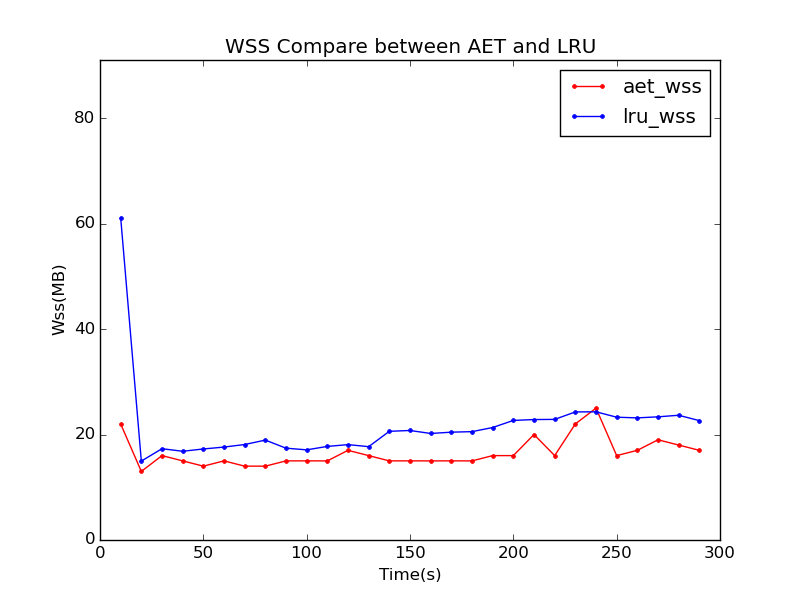 WSS Compare between AET and LRU
aet_wss
lru_wss
80
60
40
20
0
Wss(MB)
0 50 100 150 200 250 300
Time(s)